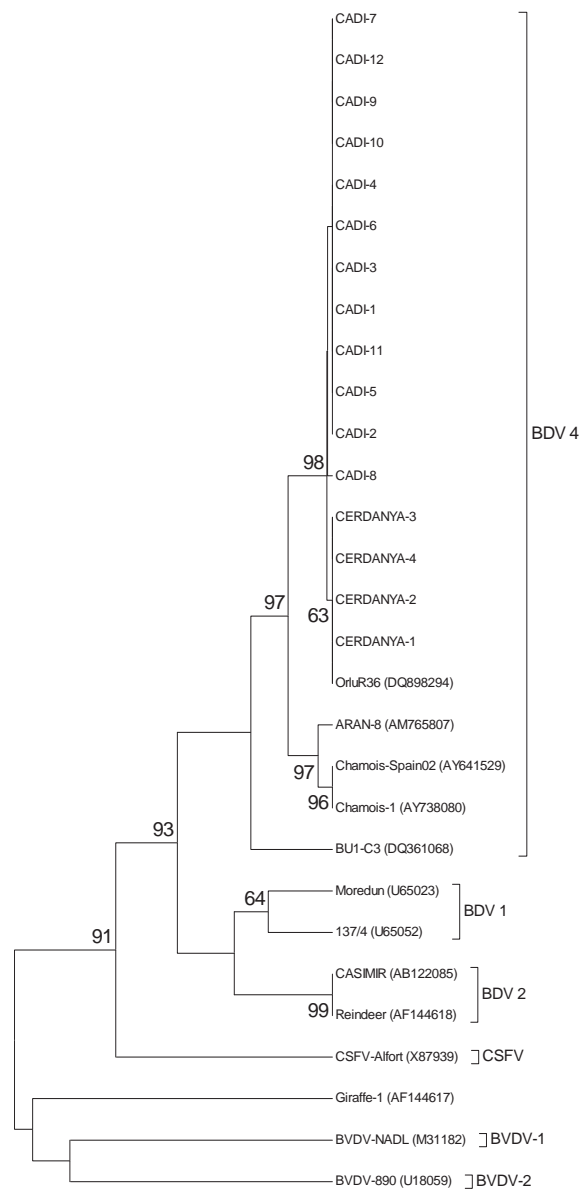 CADI-7
CADI-12
CADI-9
CADI-10
CADI-4
CADI-6
CADI-3
CADI-1
CADI-11
CADI-5
CADI-2
BDV 4
98
CADI-8
CERDANYA-3
CERDANYA-4
97
CERDANYA-2
63
CERDANYA-1
OrluR36 (DQ898294)
ARAN-8 (AM765807)
97
Chamois-Spain02 (AY641529)
96
Chamois-1 (AY738080)
93
BU1-C3 (DQ361068)
64
Moredun (U65023)
BDV 1
137/4 (U65052)
91
CASIMIR (AB122085)
BDV 2
99
Reindeer (AF144618)
CSFV-Alfort (X87939)
CSFV
Giraffe-1 (AF144617)
BVDV-NADL (M31182)
BVDV-1
BVDV-890 (U18059)
BVDV-2